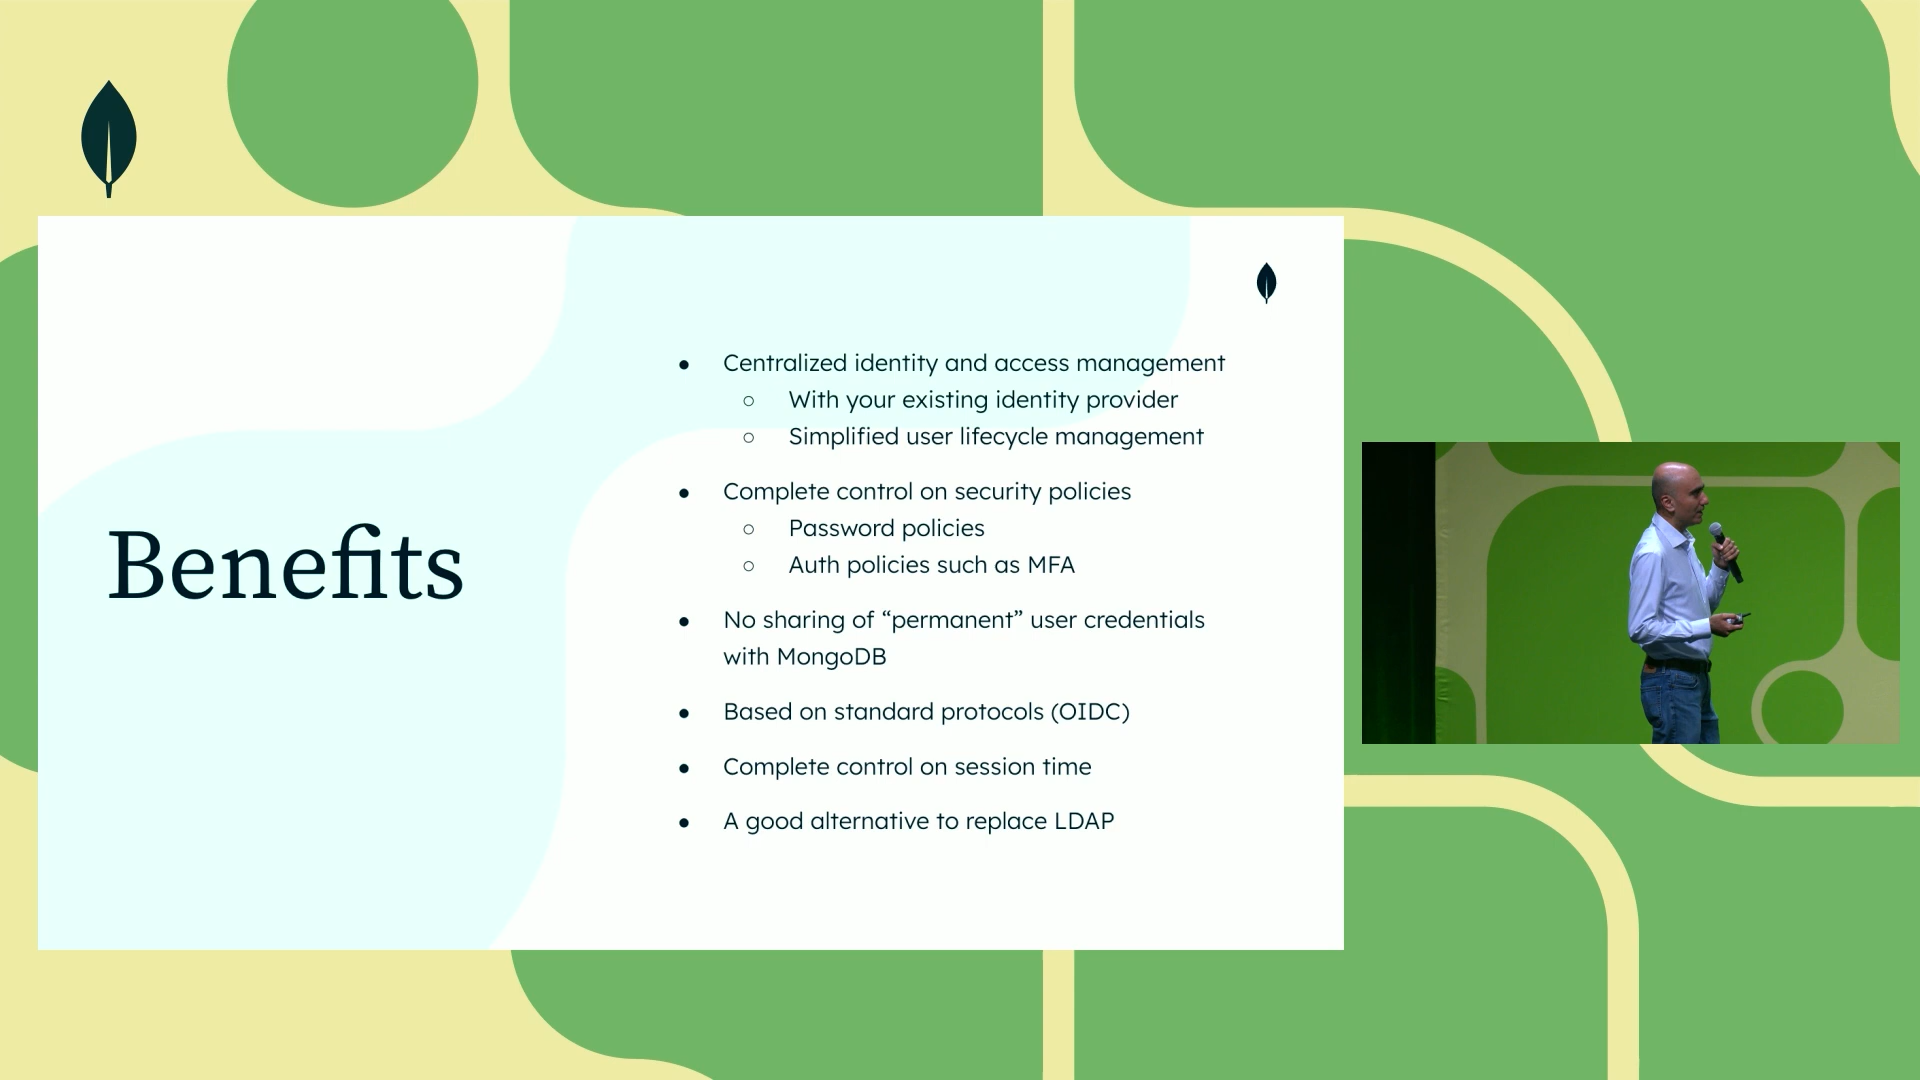 Benefits
● Centralized identity and access management
○ With your existing identity provider
○ Simplified user lifecycle management
● Complete control on security policies
○ Password policies
○ Auth policies such as MFA
● No sharing of “permanent” user credentials
with MongoDB
● Based on standard protocols (OIDC)
● Complete control on session time
● A good alternative to replace LDAP